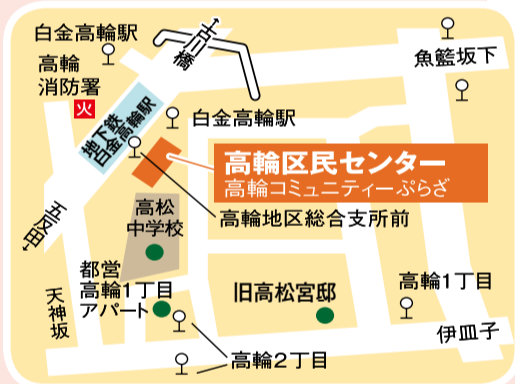 白金高輪駅
古川橋
魚籃坂下
高輪
消防署
火
地下鉄
白金高輪駅
白金高輪駅
高輪区民センター
高輪コミュニティーぷらざ
高輪地区総合支所前
五反田
高松
中学校
都営
高輪1丁目
アパート
天神坂
旧高松宮邸
高輪1丁目
伊皿子
高輪2丁目